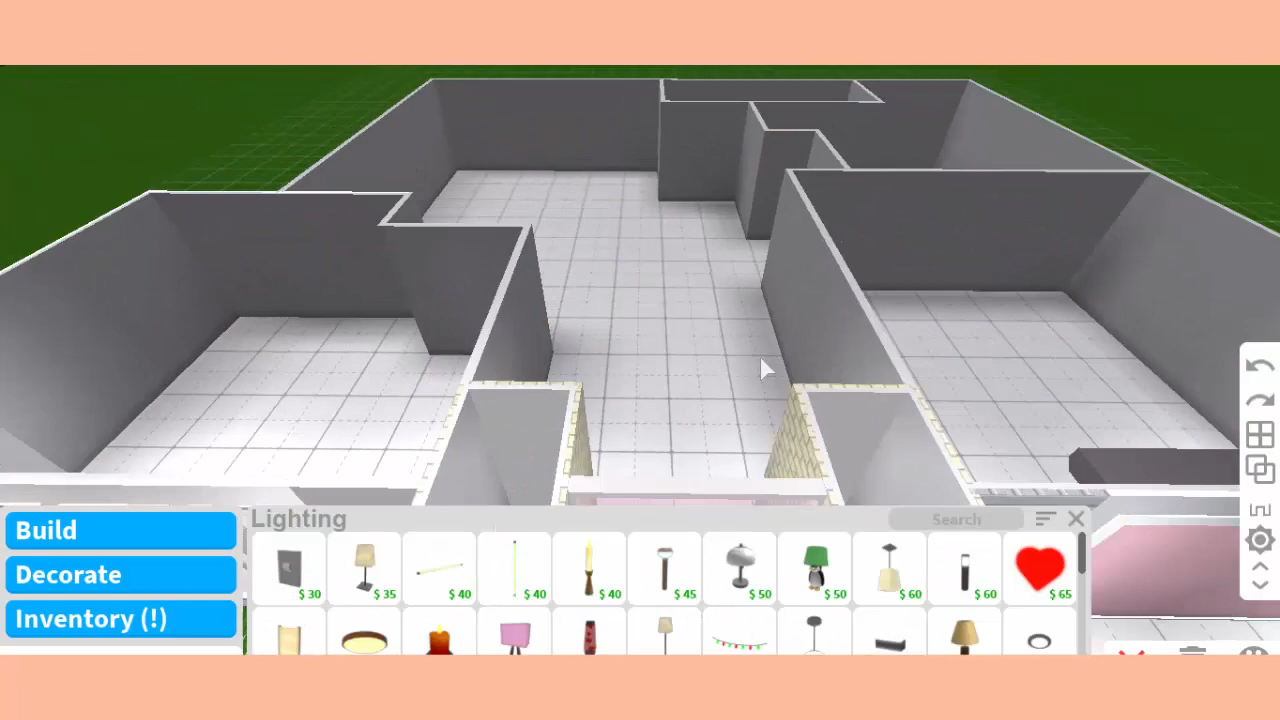 Build
Decorate
Inventory (!)
Lighting
Search
$ 30
$ 35
$ 40
$ 40
$ 40
$ 45
$ 50
$ 50
$ 60
$ 60
$ 65